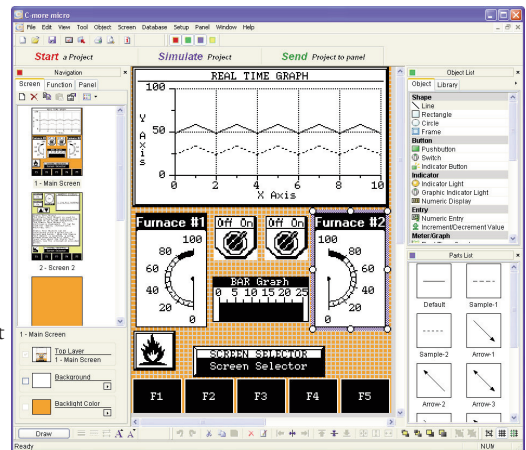 C-more micro
File Edit View Tool Object Screen Database Setup Panel Window Help
Start a Project Simulate Project Send Project to panel
Navigation
Screen Function Panel
1 - Main Screen
2 - Screen 2
1 - Main Screen
Top Layer
1 - Main Screen
Background
Backlight Color
REAL TIME GRAPH
100
50
0
Y Axis
0 2 4 6 8 10
X Axis
Furnace #1
100
80
60
40
20
0
Off On
Off On
BAR Graph
0 5 10 15 20 25
Furnace #2
100
80
60
40
20
0
SCREEN SELECTOR
Screen Selector
F1 F2 F3 F4 F5
Object List
Object Library
Shape
Line
Rectangle
Circle
Frame
Button
Pushbutton
Switch
Indicator Button
Indicator
Indicator Light
Graphic Indicator Light
Numeric Display
Entry
Numeric Entry
Increment/Decrement Value
Meter/Graph
Parts List
Default Sample-1
Sample-2 Arrow-1
Arrow-2 Arrow-3
Draw
Ready
NUM
t